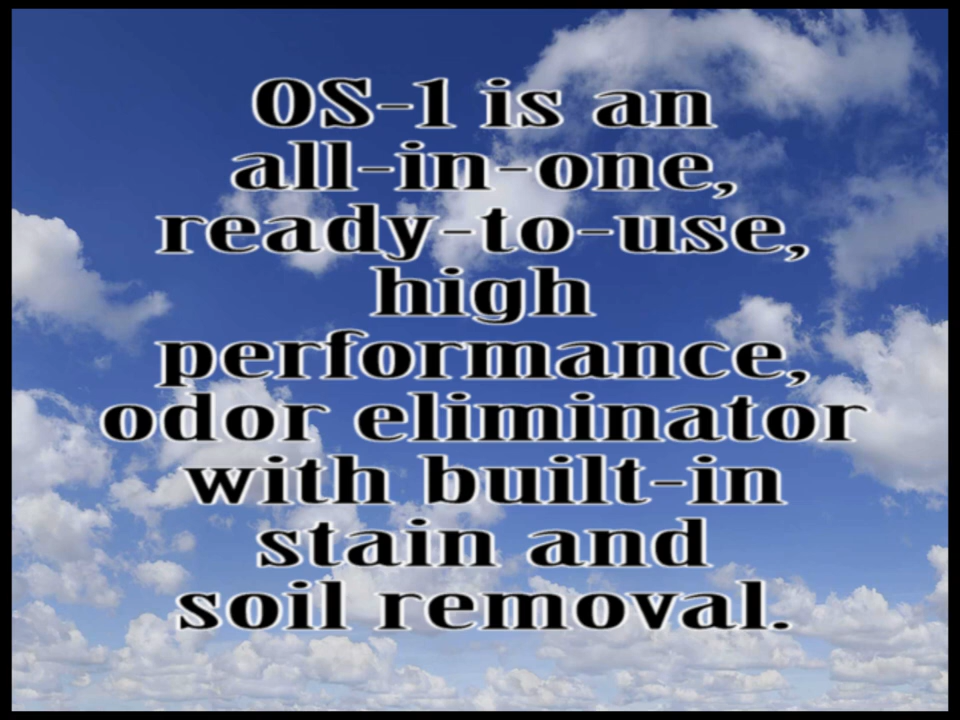 OS-1 is an
all-in-one,
ready-to-use,
high
performance,
odor eliminator
with built-in
stain and
soil removal.